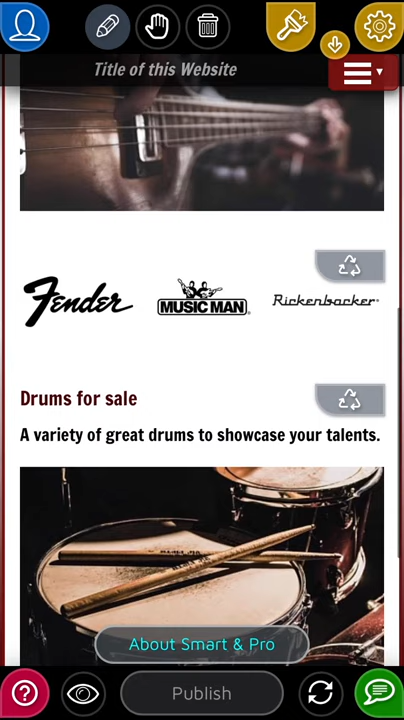 Title of this Website
Fender
MUSIC MAN
Rickenbacker
Drums for sale
A variety of great drums to showcase your talents.
About Smart & Pro
Publish